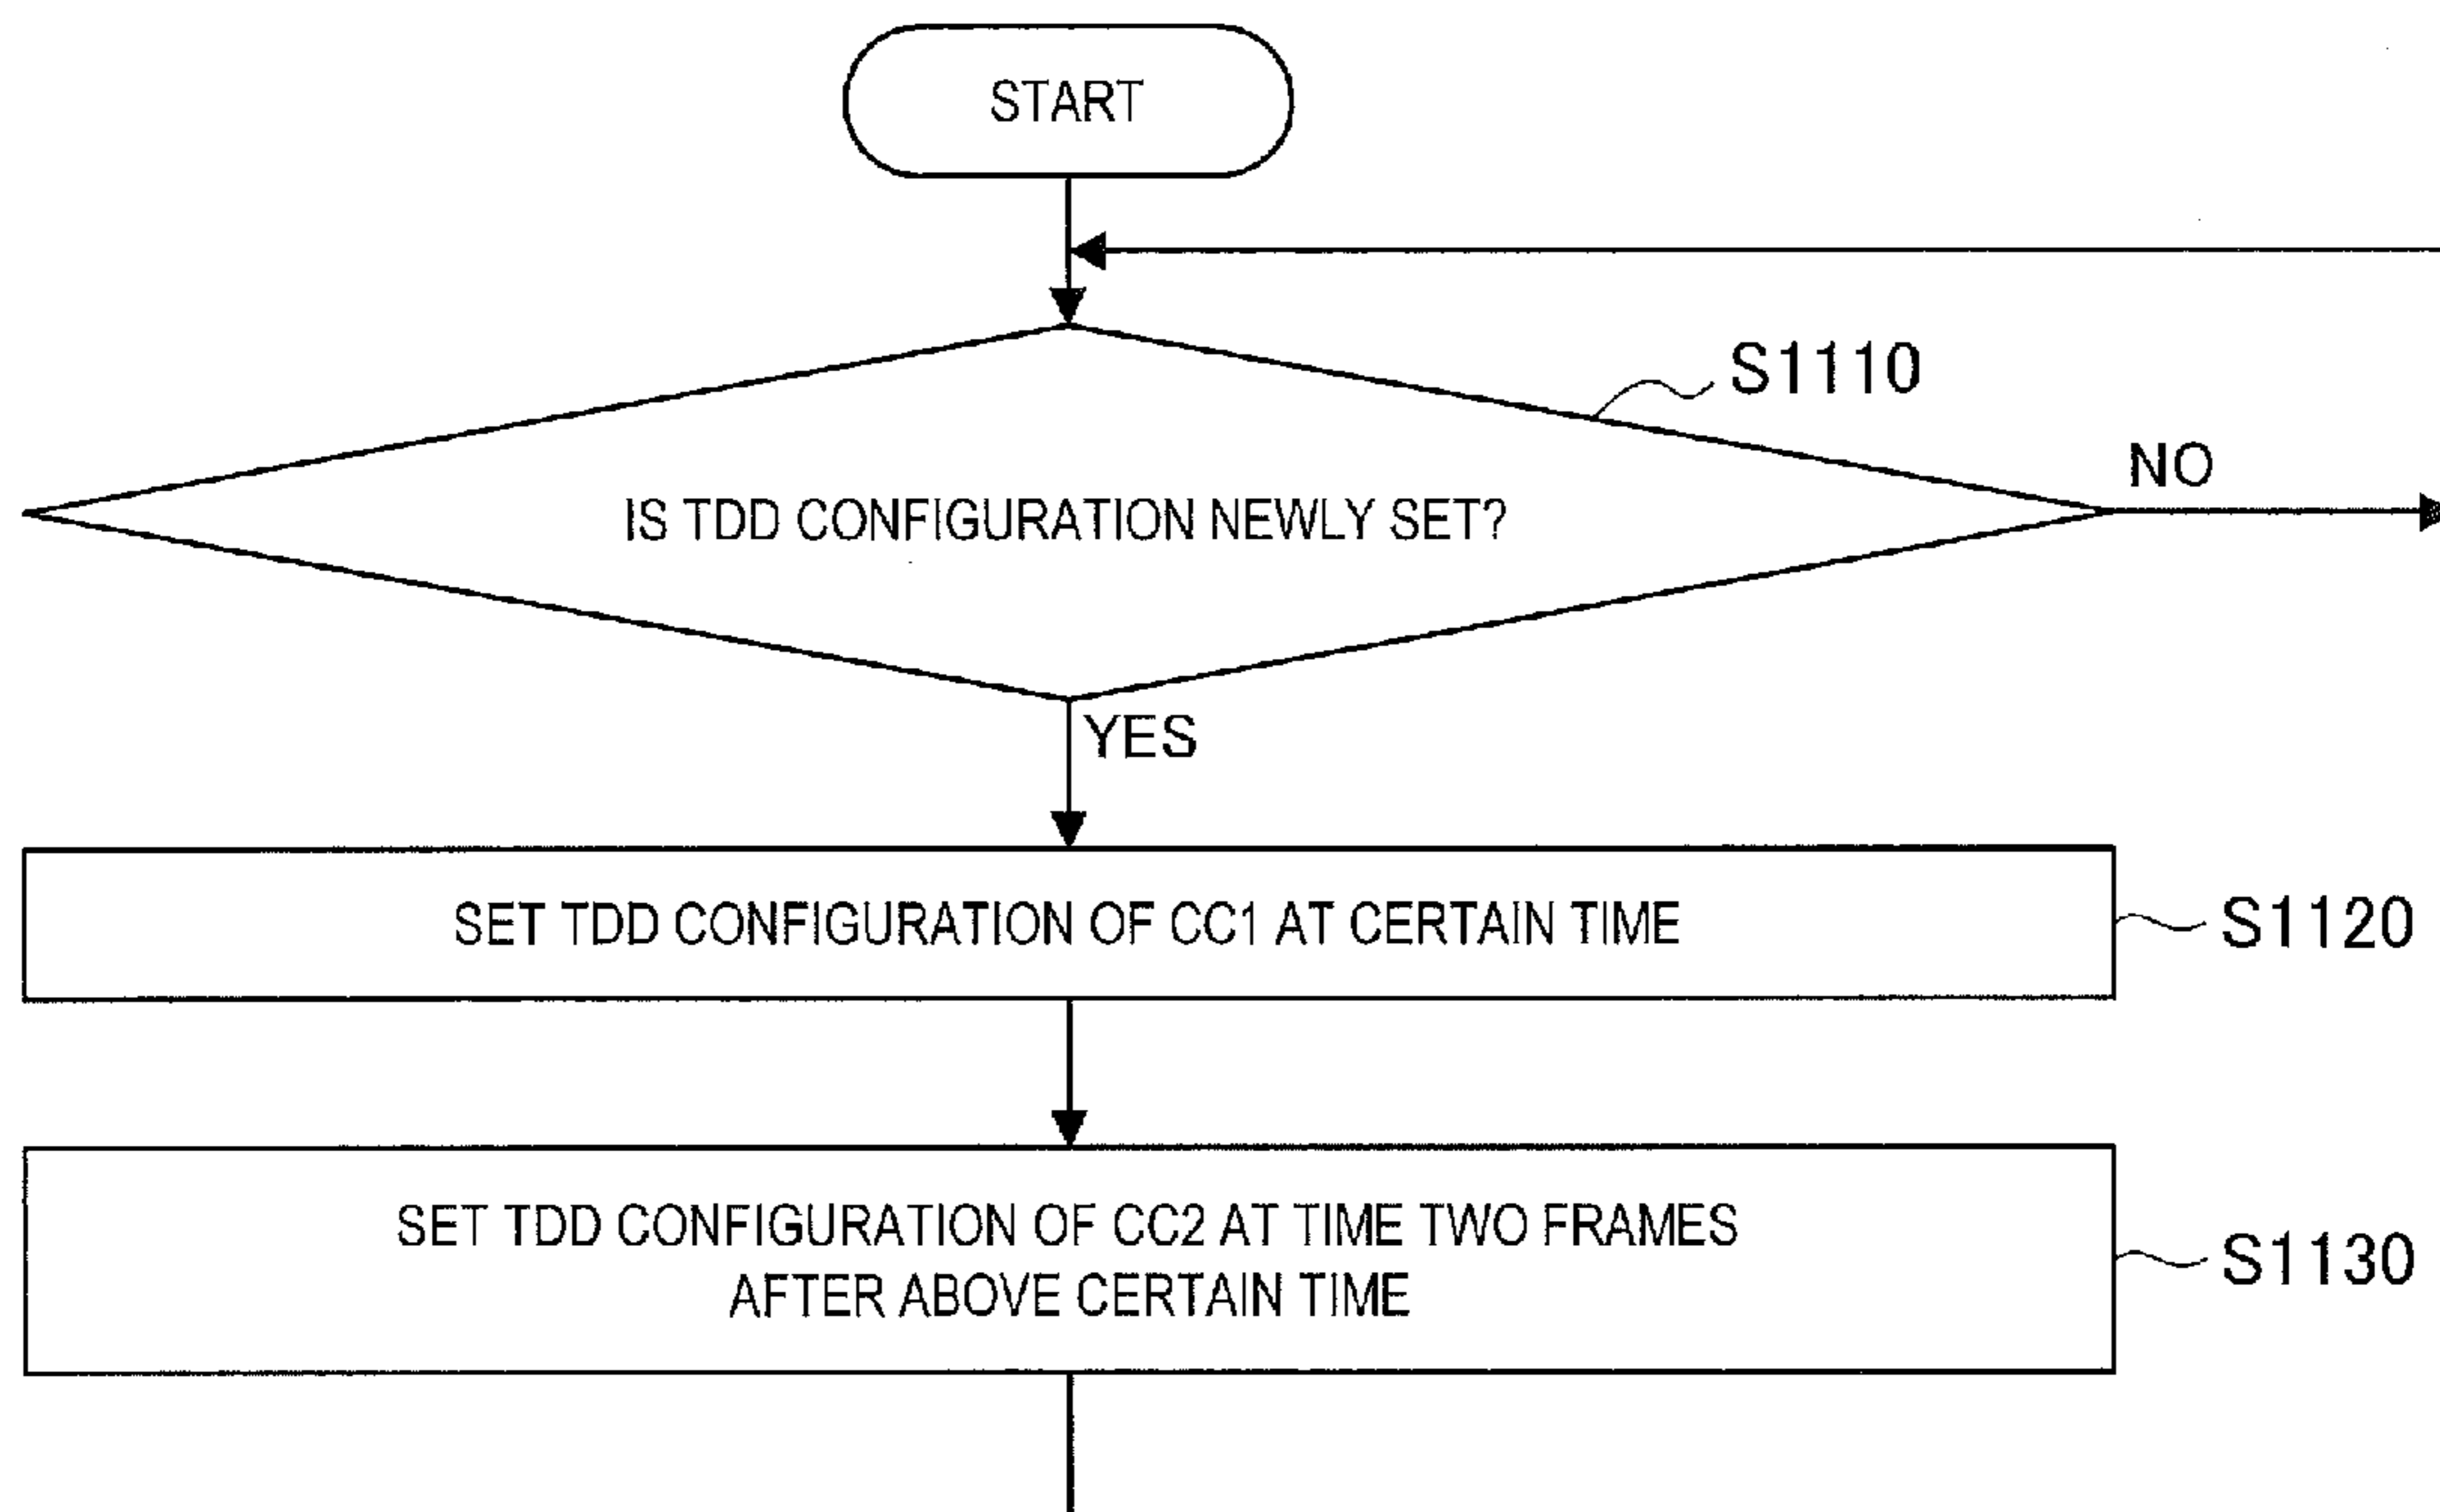 START
S1110
NO
IS TDD CONFIGURATION NEWLY SET?
YES
SET TDD CONFIGURATION OF CC1 AT CERTAIN TIME
S1120
SET TDD CONFIGURATION OF CC2 AT TIME TWO FRAMES
AFTER ABOVE CERTAIN TIME
S1130